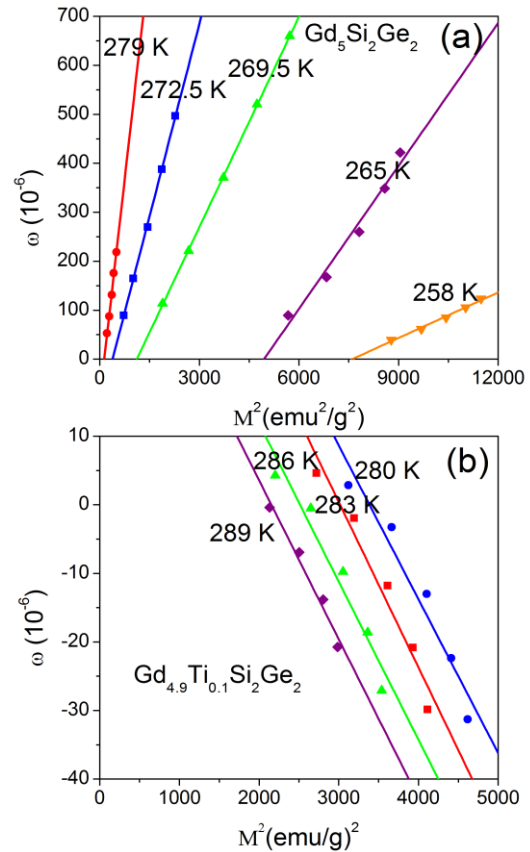 700
600
500
400
300
200
100
0
ω (10⁻⁶)
279 K
272.5 K
269.5 K
Gd₅Si₂Ge₂
(a)
265 K
258 K
0 3000 6000 9000 12000
M²(emu²/g²)
10
0
-10
-20
-30
-40
ω (10⁻⁶)
(b)
286 K
280 K
283 K
289 K
Gd₄.₉Ti₀.₁Si₂Ge₂
0 1000 2000 3000 4000 5000
M²(emu/g)²